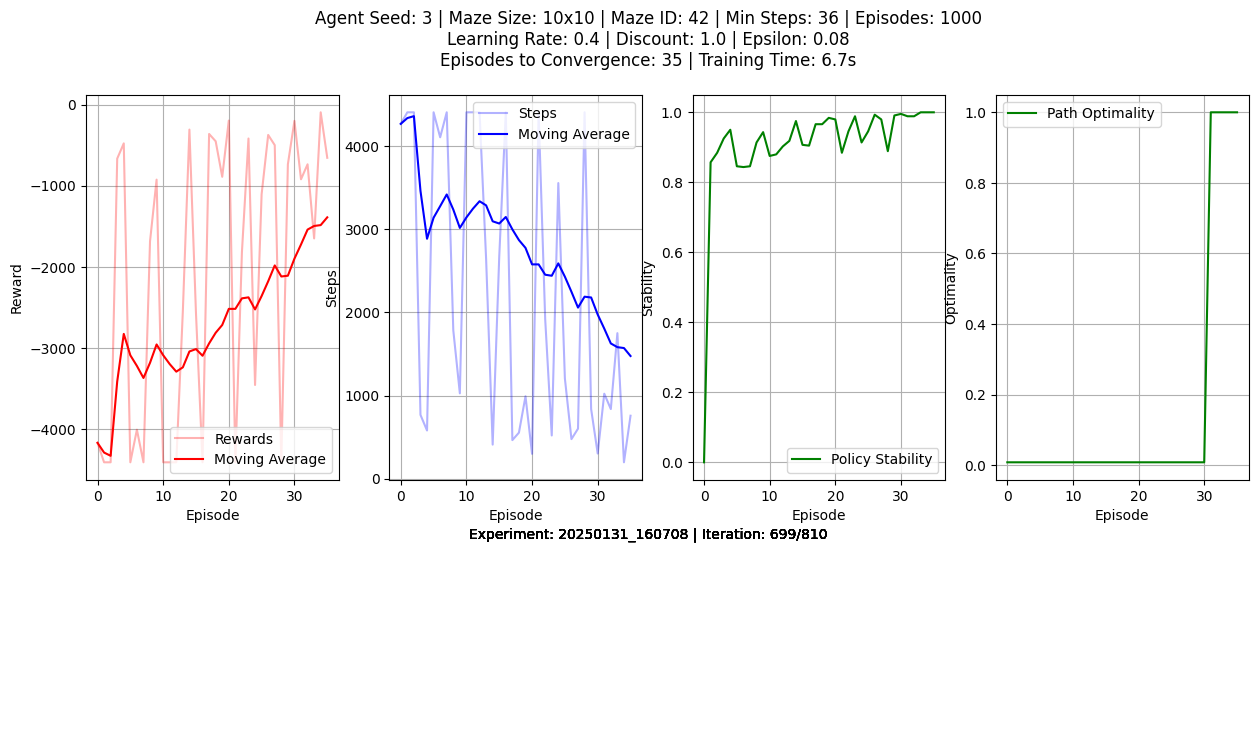 Agent Seed: 3 | Maze Size: 10x10 | Maze ID: 42 | Min Steps: 36 | Episodes: 1000
Learning Rate: 0.4 | Discount: 1.0 | Epsilon: 0.08
Episodes to Convergence: 35 | Training Time: 6.7s
Reward
0
−1000
−2000
−3000
−4000
Rewards
Moving Average
0 10 20 30
Episode
Steps
4000
3000
2000
1000
0
Steps
Moving Average
0 10 20 30
Episode
Stability
1.0
0.8
0.6
0.4
0.2
0.0
Policy Stability
0 10 20 30
Episode
Optimality
1.0
0.8
0.6
0.4
0.2
0.0
Path Optimality
0 10 20 30
Episode
Experiment: 20250131_160708 | Iteration: 699/810